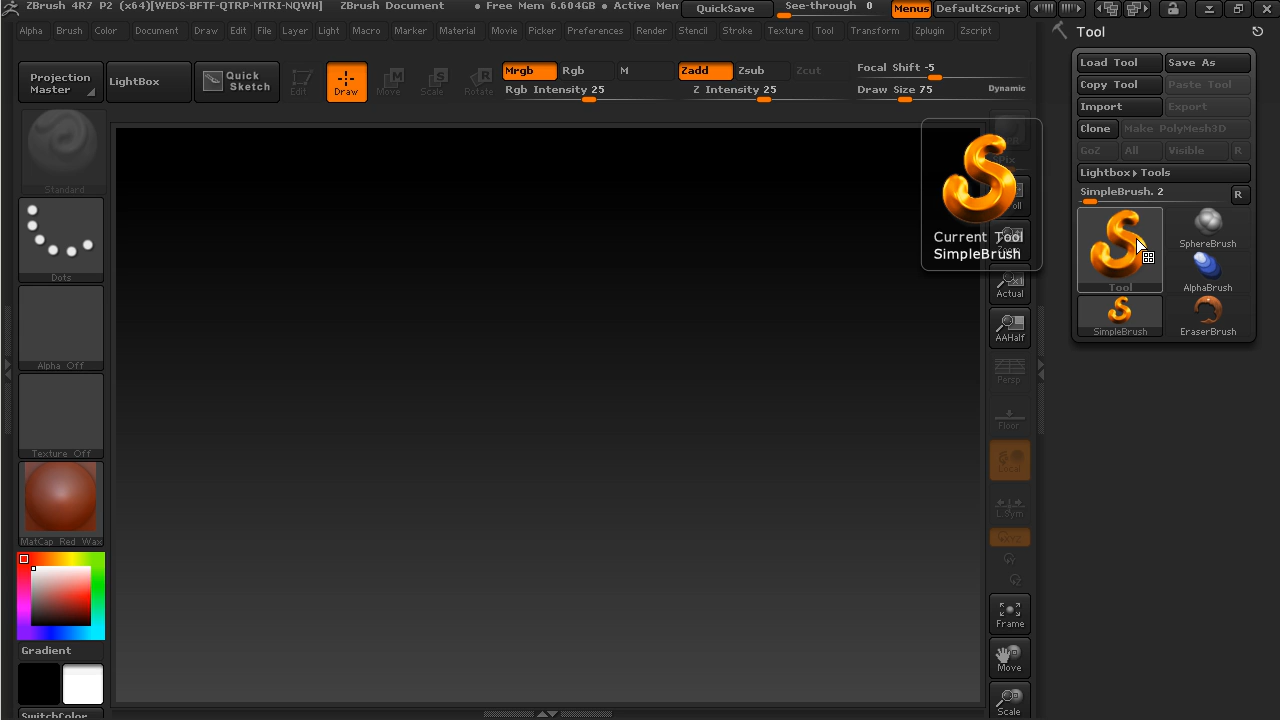 ZBrush 4R7 P2 (x64)[WEDS-BFTF-QTRP-MTRI-NQWH] ZBrush Document • Free Mem 6.604GB • Active Mem QuickSave See-through 0 Menus DefaultZScript
Alpha Brush Color Document Draw Edit File Layer Light Macro Marker Material Movie Picker Preferences Render Stencil Stroke Texture Tool Transform Zplugin Zscript
Projection Master
LightBox
Quick Sketch
Edit
Draw
Move
Scale
Rotate
Mrgb Rgb M
Rgb Intensity 25
Zadd Zsub Zcut
Z Intensity 25
Focal Shift -5
Draw Size 75
Dynamic
Standard
Dots
Alpha Off
Texture Off
MatCap Red Wax
Gradient
SwitchColor
Current Tool
SimpleBrush
Actual
AAHalf
Persp
Floor
Local
L.Sym
Frame
Move
Scale
Tool
Load Tool Save As
Copy Tool Paste Tool
Import Export
Clone Make PolyMesh3D
GoZ All Visible R
Lightbox▸Tools
SimpleBrush. 2 R
Tool
SphereBrush
AlphaBrush
SimpleBrush
EraserBrush